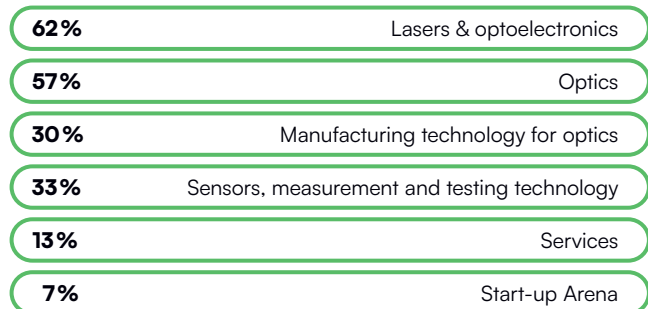 62% Lasers & optoelectronics
57% Optics
30% Manufacturing technology for optics
33% Sensors, measurement and testing technology
13% Services
7% Start-up Arena